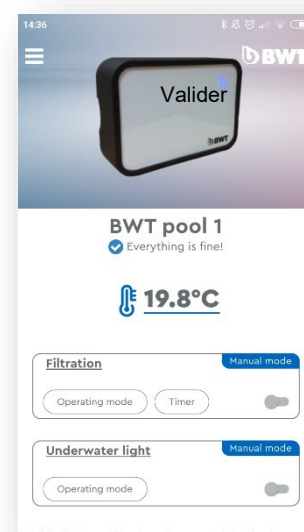 14:36
BWT
Valider
BWT
BWT pool 1
Everything is fine!
19.8°C
Filtration
Manual mode
Operating mode
Timer
Underwater light
Manual mode
Operating mode